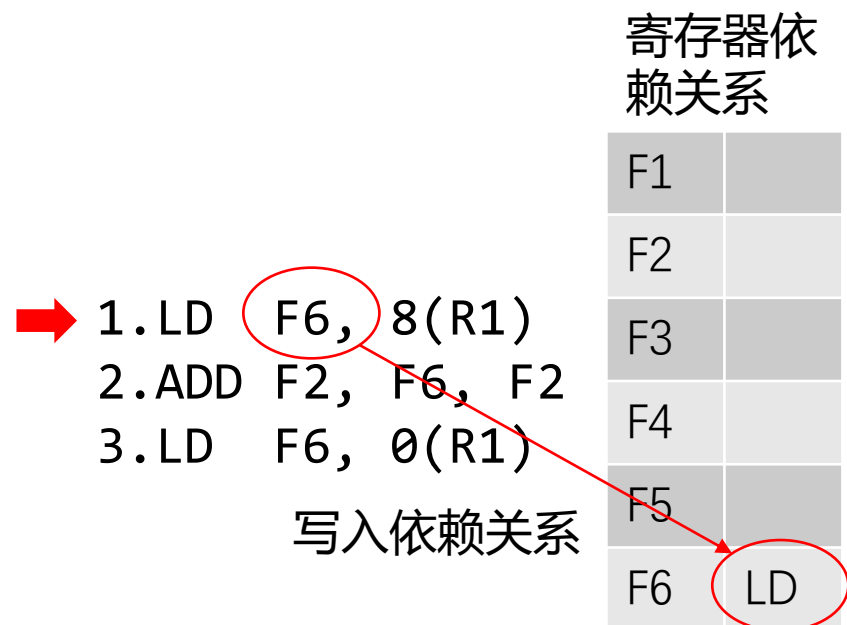 寄存器依
赖关系
F1
F2
1.LD F6, 8(R1)
F3
2.ADD F2, F6, F2
F4
3.LD F6, 0(R1)
F5
写入依赖关系
F6 LD